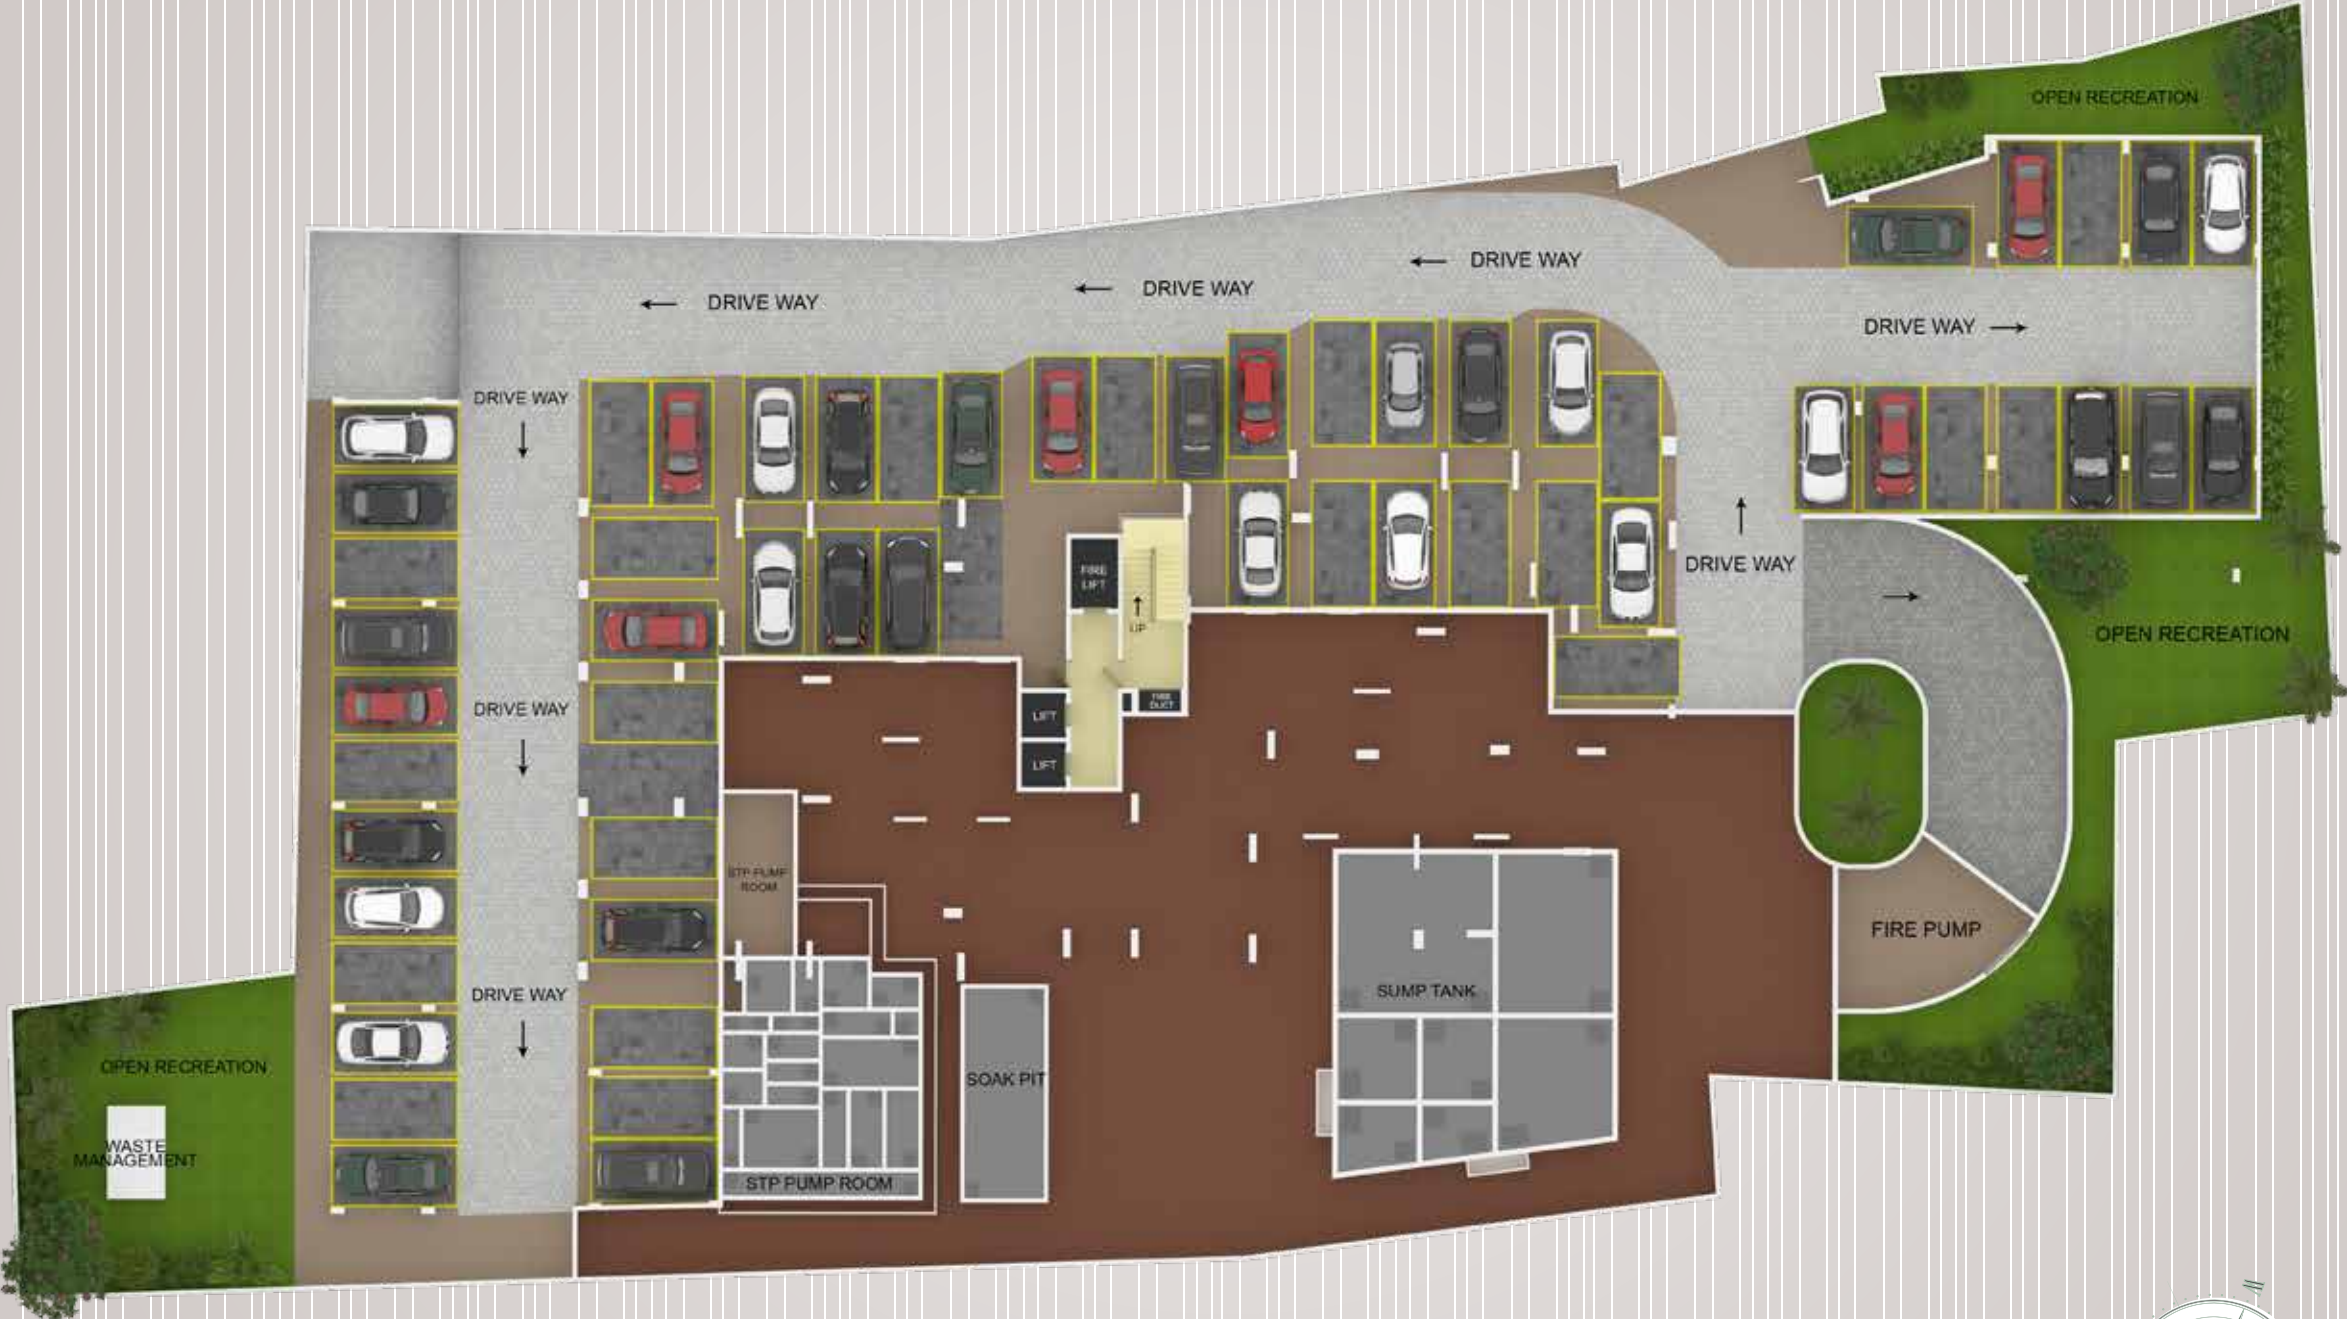 OPEN RECREATION
DRIVE WAY
DRIVE WAY
DRIVE WAY
DRIVE WAY
DRIVE WAY
DRIVE WAY
FIRE
LIFT
UP
OPEN RECREATION
FIRE
DUCT
LIFT
LIFT
DRIVE WAY
STP PUMP
ROOM
FIRE PUMP
SUMP TANK
DRIVE WAY
OPEN RECREATION
SOAK PIT
WASTE
MANAGEMENT
STP PUMP ROOM